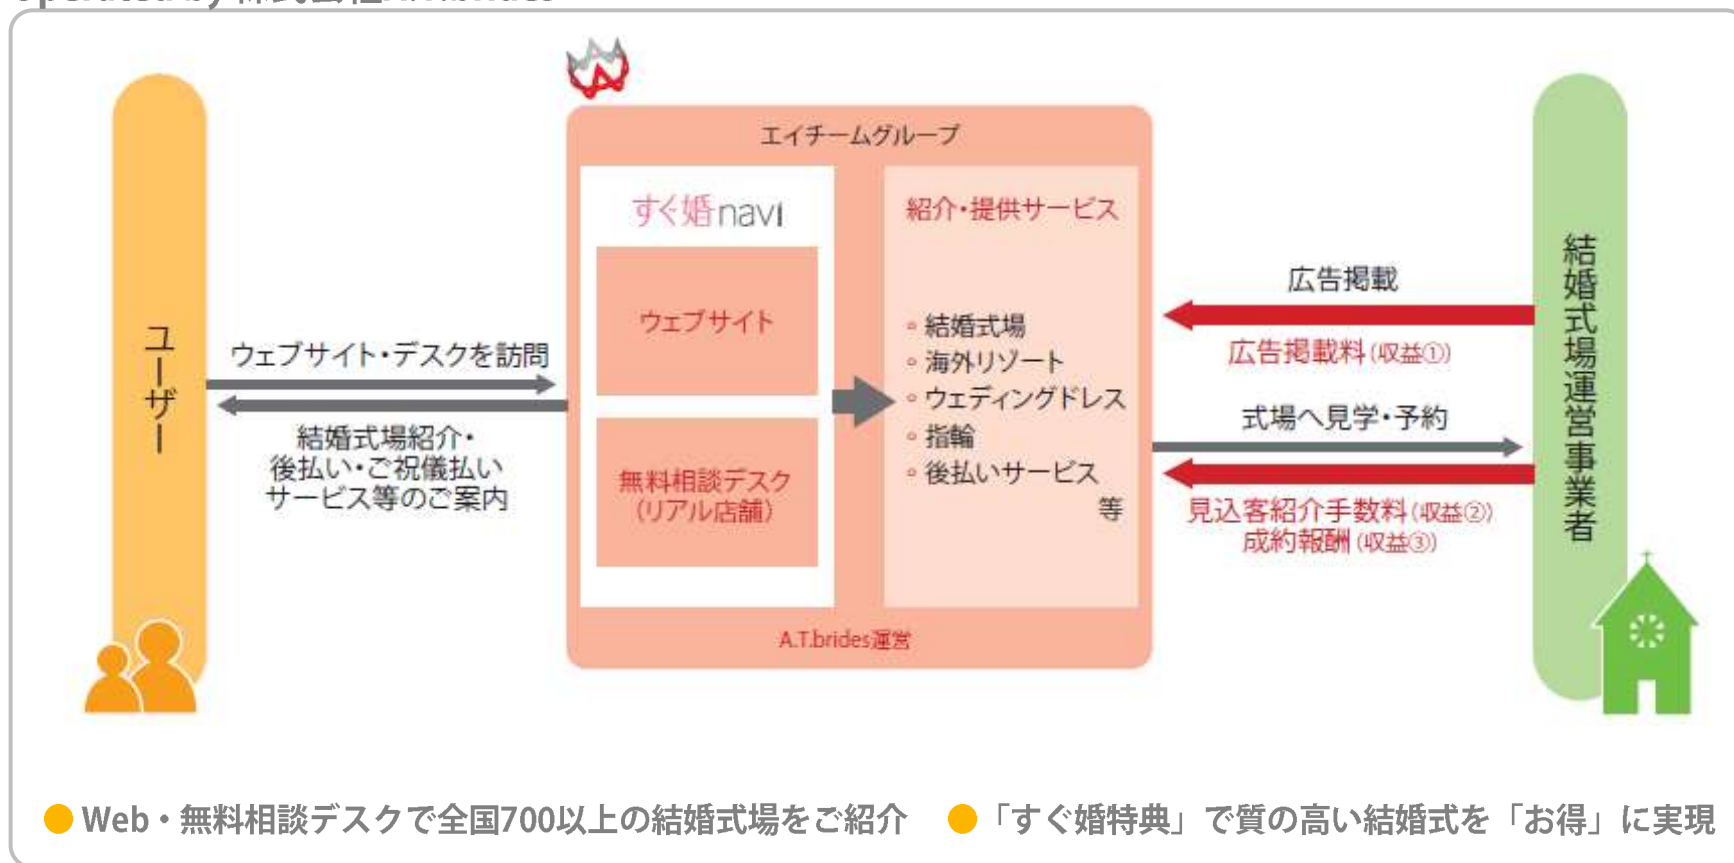 operated by 株式会社A.T.brides
エイチームグループ
すぐ婚navi
紹介・提供サービス
ウェブサイト
無料相談デスク
(リアル店舗)
結婚式場
海外リゾート
ウェディングドレス
指輪
後払いサービス
等
A.T.brides運営
ユーザー
ウェブサイト・デスクを訪問
結婚式場紹介・
後払い・ご祝儀払い
サービス等のご案内
広告掲載
広告掲載料(収益①)
式場へ見学・予約
見込客紹介手数料(収益②)
成約報酬(収益③)
結婚式場運営事業者
Web・無料相談デスクで全国700以上の結婚式場をご紹介
「すぐ婚特典」で質の高い結婚式を「お得」に実現